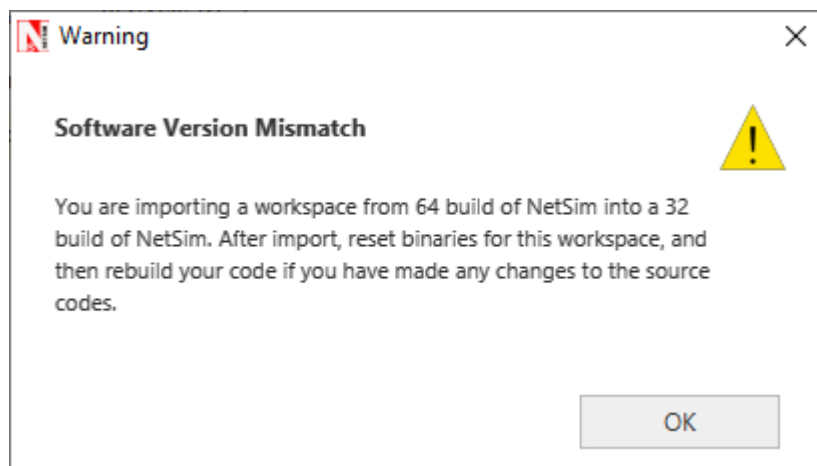 Warning
Software Version Mismatch
You are importing a workspace from 64 build of NetSim into a 32
build of NetSim. After import, reset binaries for this workspace, and
then rebuild your code if you have made any changes to the source
codes.
OK